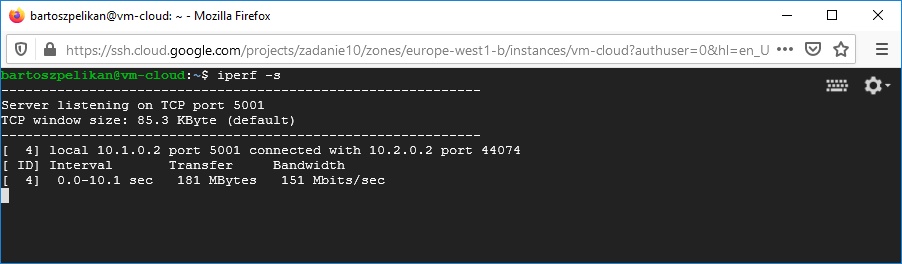 bartoszpelikan@vm-cloud: ~ - Mozilla Firefox
https://ssh.cloud.google.com/projects/zadanie10/zones/europe-west1-b/instances/vm-cloud?authuser=0&hl=en_U
bartoszpelikan@vm-cloud:~$ iperf -s
------------------------------------------------------------
Server listening on TCP port 5001
TCP window size: 85.3 KByte (default)
------------------------------------------------------------
[  4] local 10.1.0.2 port 5001 connected with 10.2.0.2 port 44074
[ ID] Interval       Transfer     Bandwidth
[  4]  0.0-10.1 sec   181 MBytes   151 Mbits/sec